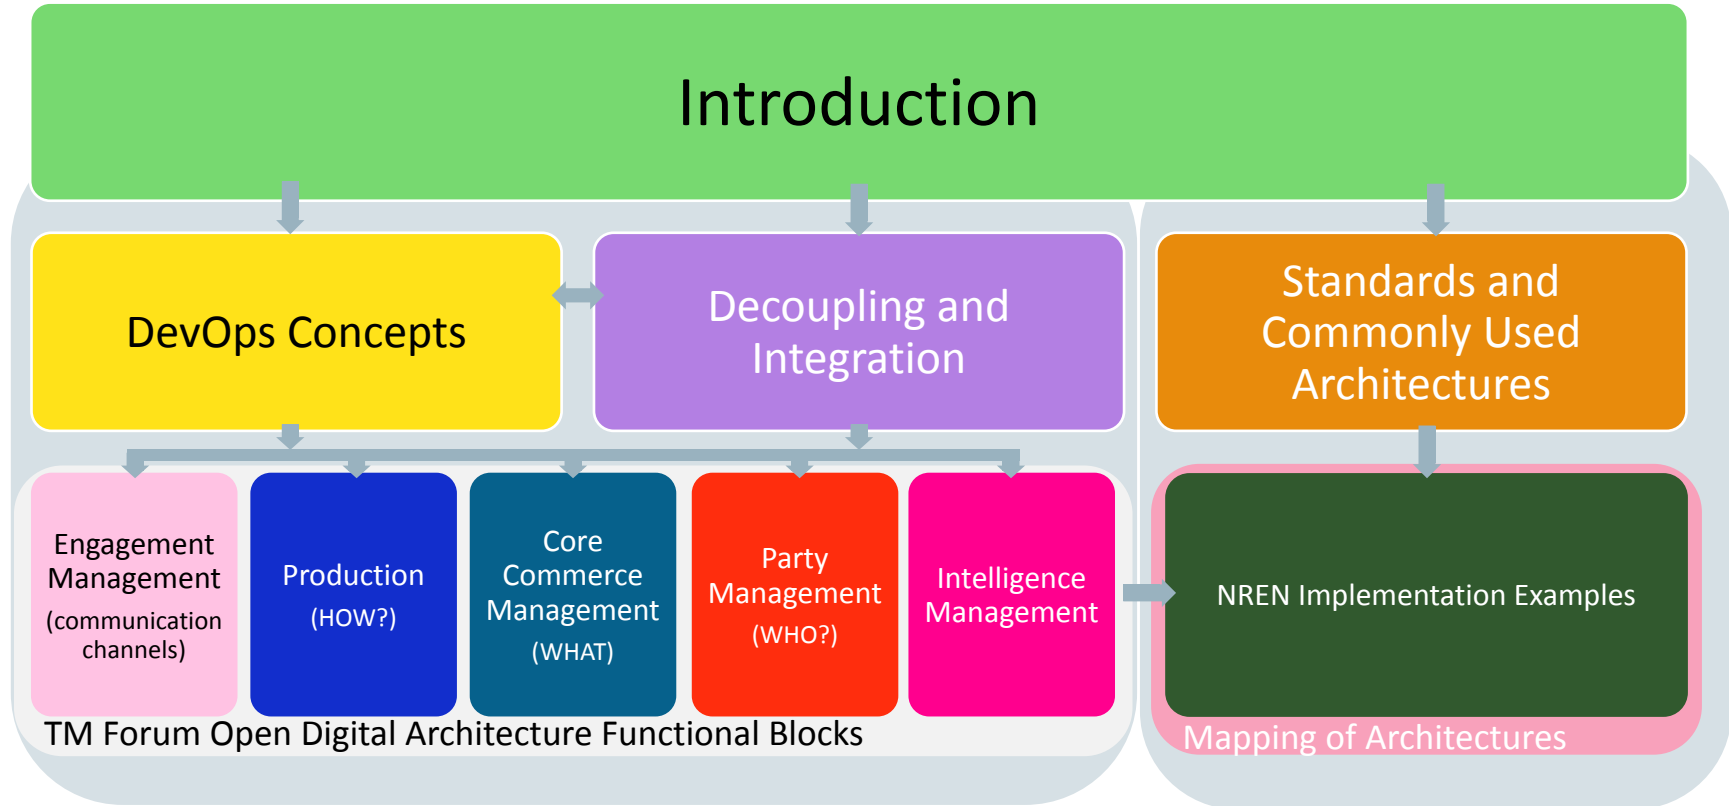 Introduction
DevOps Concepts
Decoupling and
Integration
Standards and
Commonly Used
Architectures
Engagement
Management
(communication
channels)
Production
(HOW?)
Core
Commerce
Management
(WHAT)
Party
Management
(WHO?)
Intelligence
Management
NREN Implementation Examples
TM Forum Open Digital Architecture Functional Blocks
Mapping of Architectures